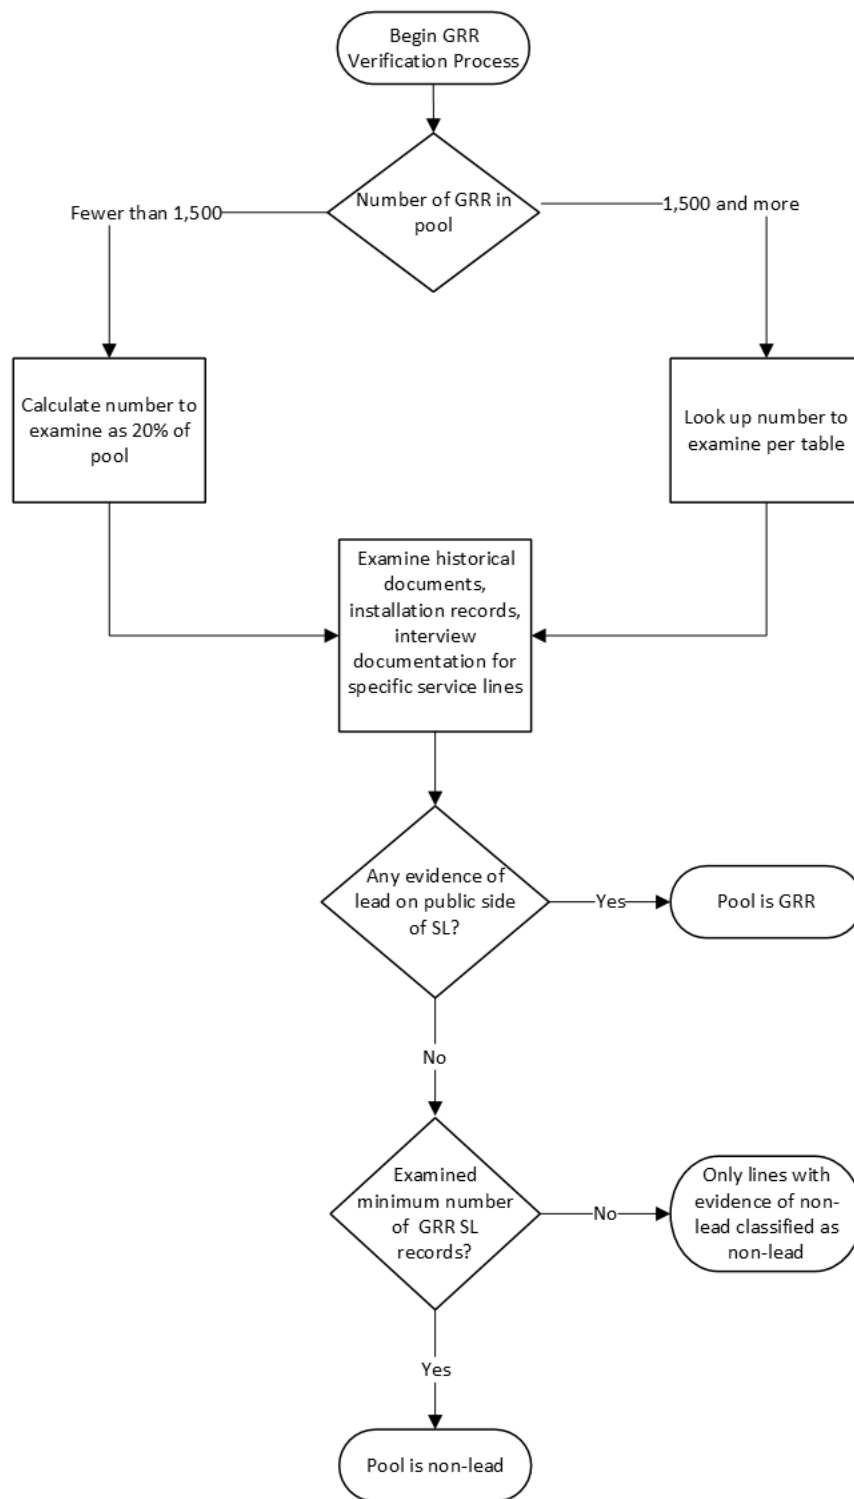 Begin GRR
Verification Process
Number of GRR in
pool
Fewer than 1,500
1,500 and more
Calculate number to
examine as 20% of
pool
Look up number to
examine per table
Examine historical
documents,
installation records,
interview
documentation for
specific service lines
Any evidence of
lead on public side
of SL?
Yes
Pool is GRR
No
Examined
minimum number
of GRR SL
records?
No
Only lines with
evidence of non-
lead classified as
non-lead
Yes
Pool is non-lead